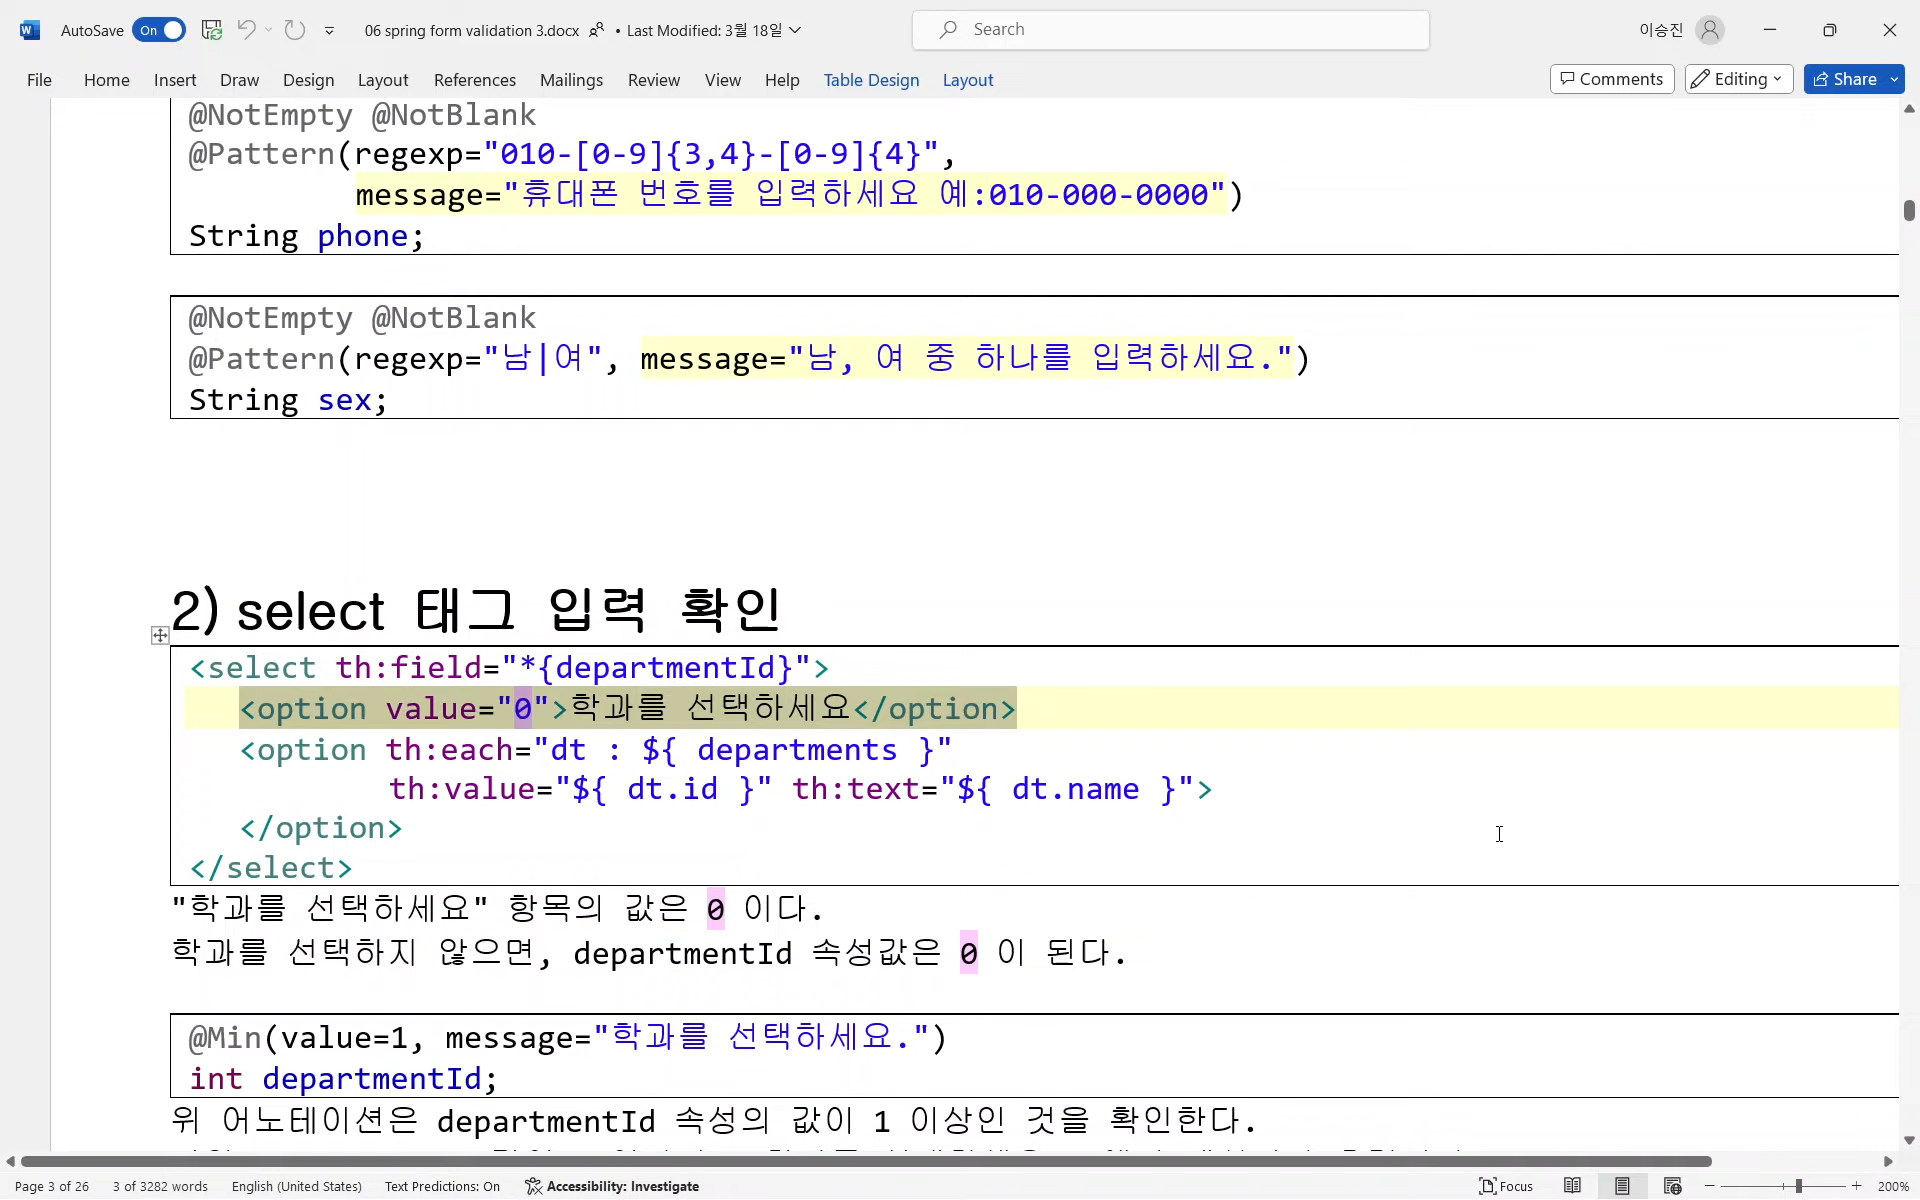 AutoSave On 06 spring form validation 3.docx • Last Modified: 3월 18일 Search 이승진
File Home Insert Draw Design Layout References Mailings Review View Help Table Design Layout Comments Editing Share
@NotEmpty @NotBlank
@Pattern(regexp="010-[0-9]{3,4}-[0-9]{4}",
message="휴대폰 번호를 입력하세요 예:010-000-0000")
String phone;
@NotEmpty @NotBlank
@Pattern(regexp="남|여", message="남, 여 중 하나를 입력하세요.")
String sex;
2) select 태그 입력 확인
<select th:field="*{departmentId}">
<option value="0">학과를 선택하세요</option>
<option th:each="dt : ${ departments }"
th:value="${ dt.id }" th:text="${ dt.name }">
</option>
</select>
"학과를 선택하세요" 항목의 값은 0 이다.
학과를 선택하지 않으면, departmentId 속성값은 0 이 된다.
@Min(value=1, message="학과를 선택하세요.")
int departmentId;
위 어노테이션은 departmentId 속성의 값이 1 이상인 것을 확인한다.
Page 3 of 26 3 of 3282 words English (United States) Text Predictions: On Accessibility: Investigate Focus 200%